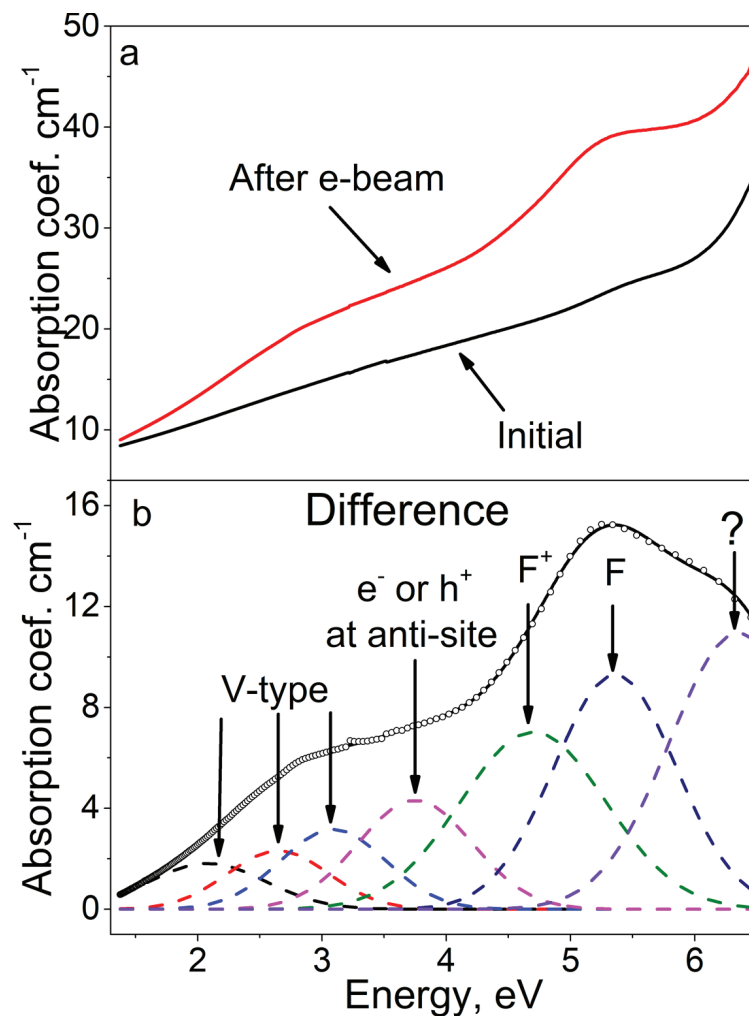 50
a
40
After e-beam
30
20
Initial
10
Absorption coef. cm⁻¹
b
Difference
16
?
F⁺
F
12
e⁻ or h⁺
at anti-site
8
V-type
4
0
Absorption coef. cm⁻¹
2 3 4 5 6
Energy, eV